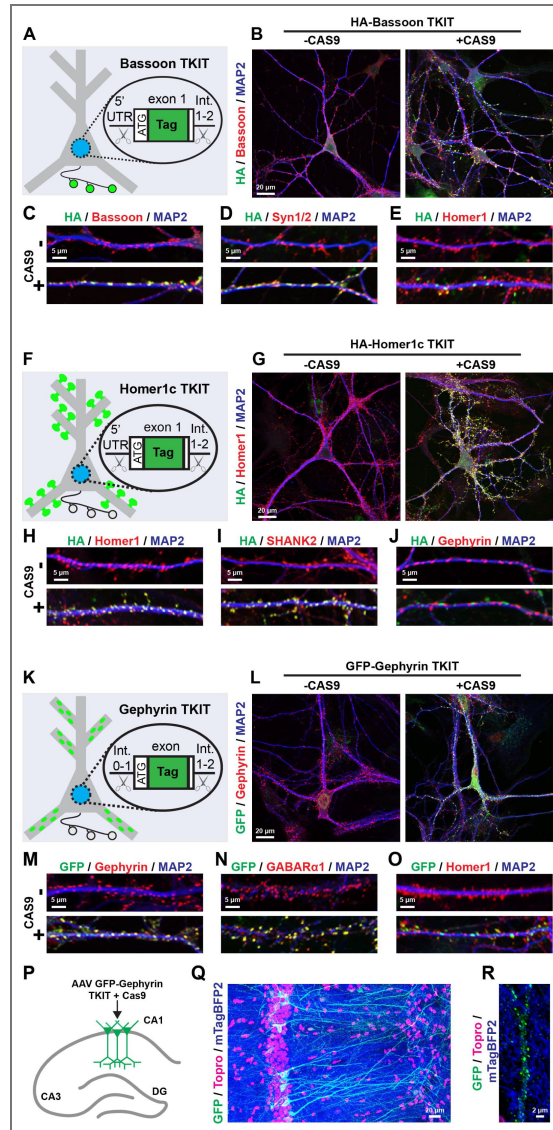 A
Bassoon TKIT
5'
UTR
ATG
exon 1
Tag
Int.
1-2
B
HA-Bassoon TKIT
-CAS9
+CAS9
HA / Bassoon / MAP2
20 μm
C
HA / Bassoon / MAP2
D
HA / Syn1/2 / MAP2
E
HA / Homer1 / MAP2
CAS9
-
+
5 μm
5 μm
5 μm
F
Homer1c TKIT
5'
UTR
ATG
exon 1
Tag
Int.
1-2
G
HA-Homer1c TKIT
-CAS9
+CAS9
HA / Homer1 / MAP2
20 μm
H
HA / Homer1 / MAP2
I
HA / SHANK2 / MAP2
J
HA / Gephyrin / MAP2
CAS9
-
+
5 μm
5 μm
5 μm
K
Gephyrin TKIT
Int.
0-1
ATG
exon
Tag
Int.
1-2
L
GFP-Gephyrin TKIT
-CAS9
+CAS9
GFP / Gephyrin / MAP2
20 μm
M
GFP / Gephyrin / MAP2
N
GFP / GABARα1 / MAP2
O
GFP / Homer1 / MAP2
CAS9
-
+
5 μm
5 μm
5 μm
P
AAV GFP-Gephyrin
TKIT + Cas9
CA1
CA3
DG
Q
GFP / Topro / mTagBFP2
20 μm
R
GFP / Topro /
mTagBFP2
2 μm